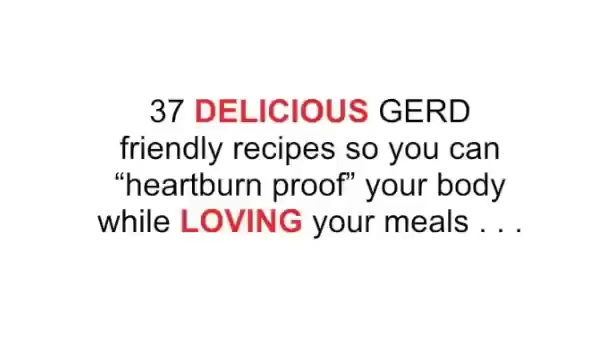 37 DELICIOUS GERD
friendly recipes so you can
“heartburn proof” your body
while LOVING your meals . . .